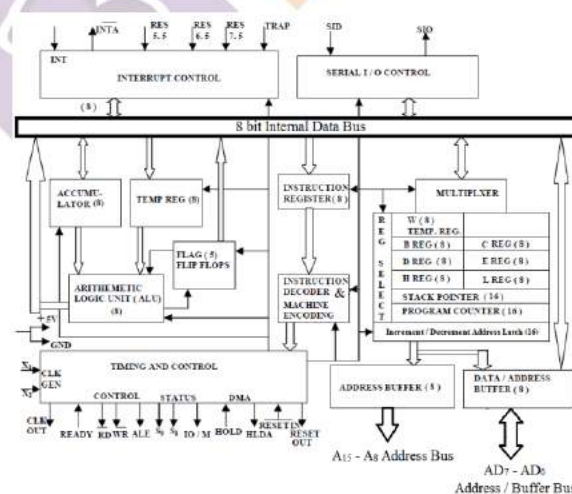 INTA
RES 5.5
RES 6.5
RES 7.5
TRAP
SID
SIO
INT
INTERRUPT CONTROL
SERIAL I / O CONTROL
(8)
8 bit Internal Data Bus
ACCUMU-
LATOR (8)
TEMP REG (8)
INSTRUCTION
REGISTER (8)
MULTIPLXER
REG SELECT
W (8)
TEMP. REG
B REG (8)
C REG (8)
D REG (8)
E REG (8)
H REG (8)
L REG (8)
STACK POINTER (16)
PROGRAM COUNTER (16)
Increment / Decrement Address Latch (16)
FLAG (5)
FLIP FLOPS
ARITHEMETIC
LOGIC UNIT (ALU)
(8)
INSTRUCTION
DECODER &
MACHINE
ENCODING
+5V
GND
X1
CLK
GEN
X2
TIMING AND CONTROL
CONTROL STATUS DMA
ADDRESS BUFFER (8)
DATA / ADDRESS
BUFFER (8)
CLK
OUT
READY
RD WR ALE S0 S1 IO / M HOLD HLDA RESET IN
RESET
OUT
A15 - A8 Address Bus
AD7 - AD0
Address / Buffer Bus